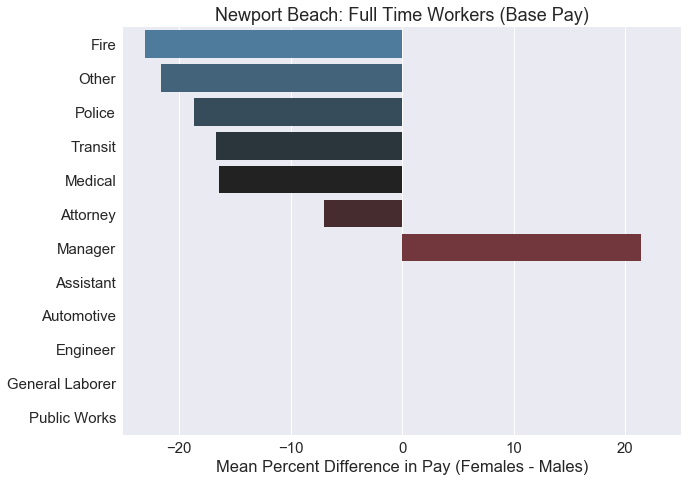 Newport Beach: Full Time Workers (Base Pay)
Fire
Other
Police
Transit
Medical
Attorney
Manager
Assistant
Automotive
Engineer
General Laborer
Public Works
−20 −10 0 10 20
Mean Percent Difference in Pay (Females - Males)